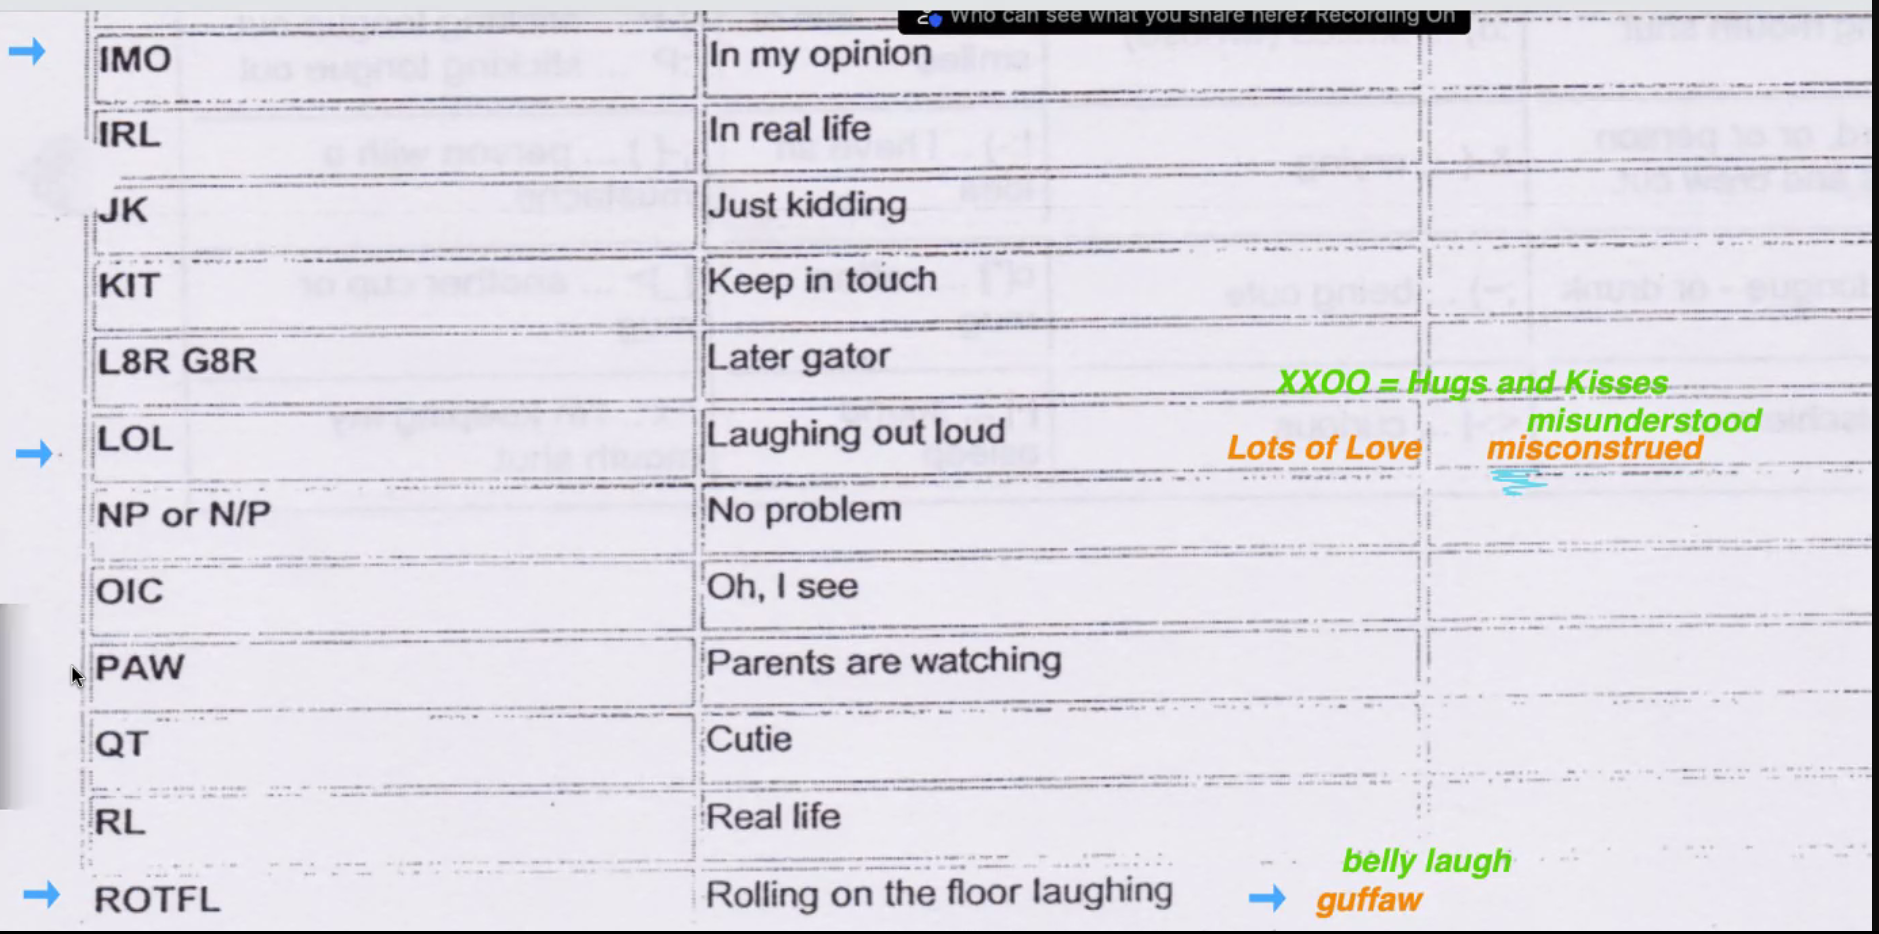 Who can see what you share here? Recording On
IMO In my opinion
IRL In real life
JK Just kidding
KIT Keep in touch
L8R G8R Later gator
XXOO = Hugs and Kisses
misunderstood
LOL Laughing out loud Lots of Love misconstrued
NP or N/P No problem
OIC Oh, I see
PAW Parents are watching
QT Cutie
RL Real life
belly laugh
ROTFL Rolling on the floor laughing guffaw